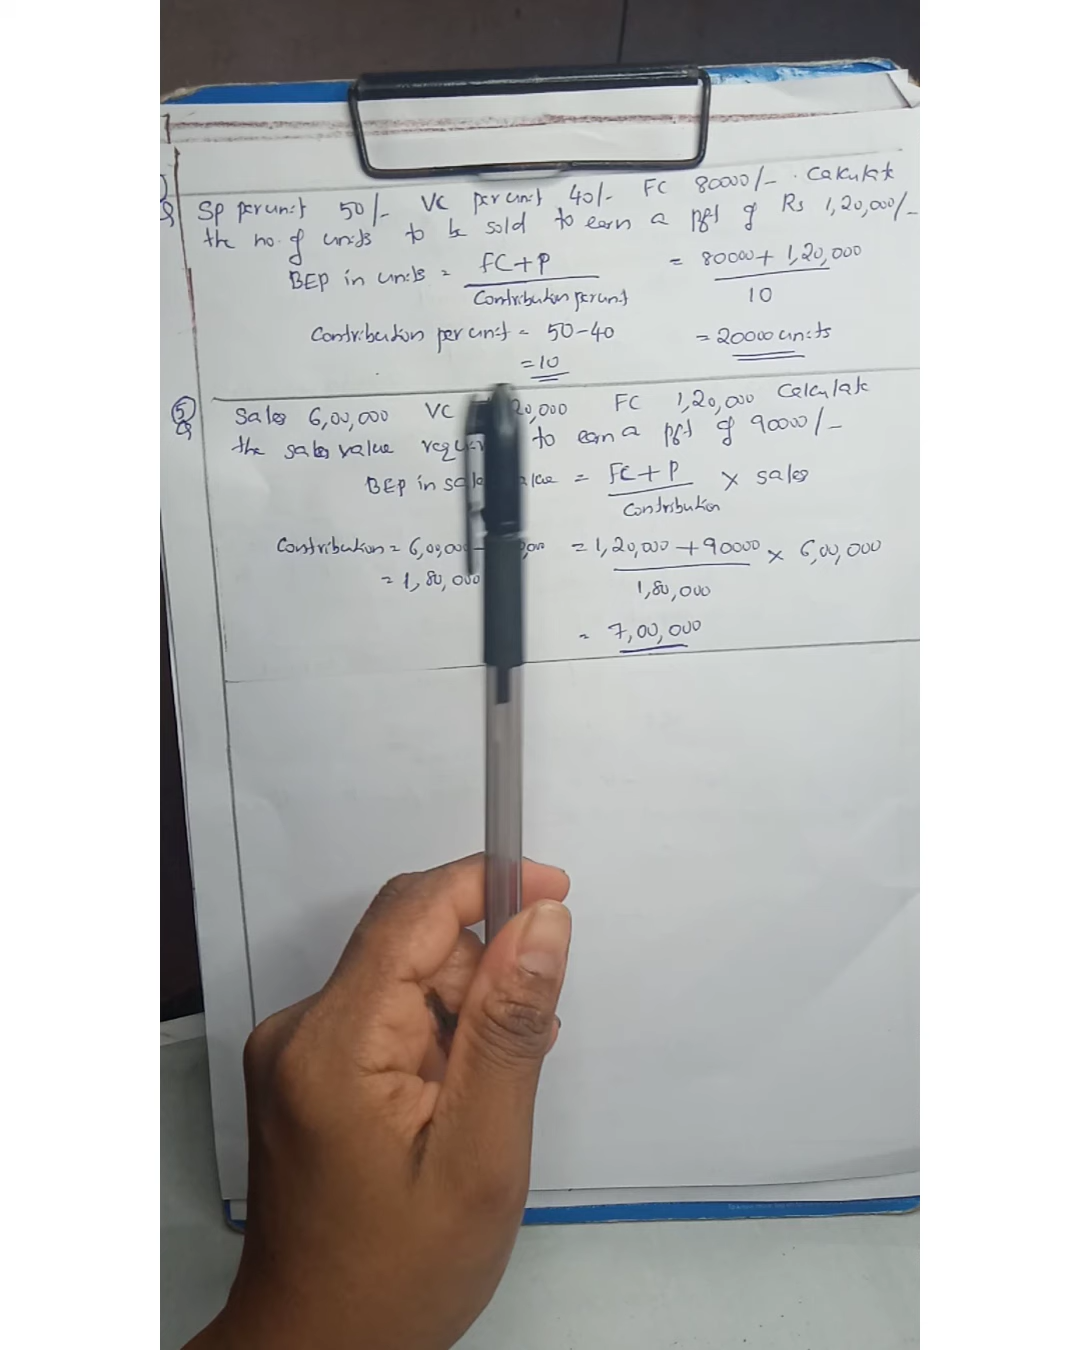 Q SP per unit 50/- VC per unit 40/- FC 80000/- . Calculate
the no. of units to be sold to earn a pft of Rs 1,20,000/-
BEP in units = FC+P / Contribution per unit = 80000+ 1,20,000 / 10
Contribution per unit = 50-40 = 20000 units
= 10
5 Q Sales 6,00,000 VC 20,000 FC 1,20,000 Calculate
the sales value to earn a pft of 90000/-
BEP in = FC+P / Contribution × sales
Contribution = 6,00,000 = 1,20,000 +90000 / 1,80,000 × 6,00,000
= 1,80,000
= 7,00,000